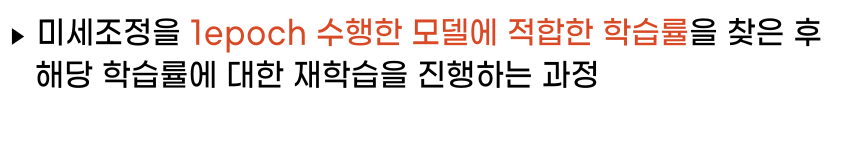 ▸ 미세조정을 1epoch 수행한 모델에 적합한 학습률을 찾은 후
해당 학습률에 대한 재학습을 진행하는 과정